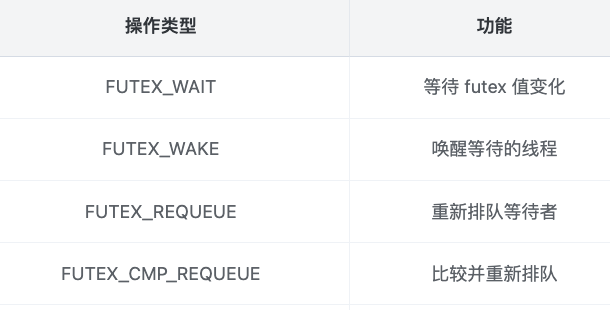 操作类型 功能
FUTEX_WAIT 等待 futex 值变化
FUTEX_WAKE 唤醒等待的线程
FUTEX_REQUEUE 重新排队等待者
FUTEX_CMP_REQUEUE 比较并重新排队